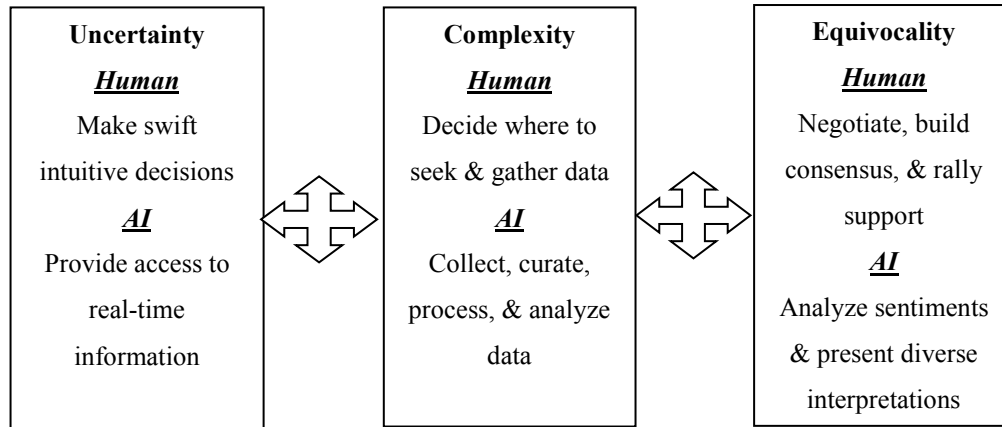 Uncertainty
Human
Make swift
intuitive decisions
AI
Provide access to
real-time
information
Complexity
Human
Decide where to
seek & gather data
AI
Collect, curate,
process, & analyze
data
Equivocality
Human
Negotiate, build
consensus, & rally
support
AI
Analyze sentiments
& present diverse
interpretations